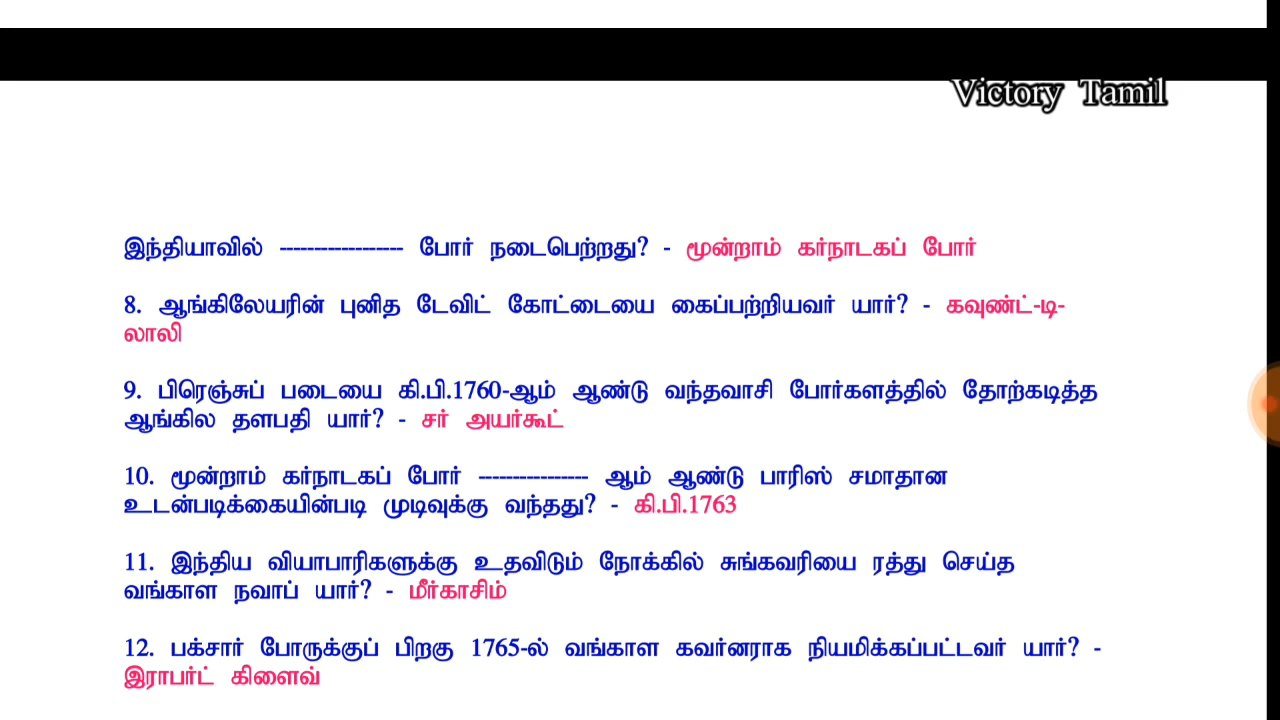 Victory Tamil
இந்தியாவில் ------------------ போர் நடைபெற்றது? - மூன்றாம் கர்நாடகப் போர்
8. ஆங்கிலேயரின் புனித டேவிட் கோட்டையை கைப்பற்றியவர் யார்? - கவுண்ட்-டி-
லாலி
9. பிரெஞ்சுப் படையை கி.பி.1760-ஆம் ஆண்டு வந்தவாசி போர்களத்தில் தோற்கடித்த
ஆங்கில தளபதி யார்? - சர் அயர்கூட்
10. மூன்றாம் கர்நாடகப் போர் ---------------- ஆம் ஆண்டு பாரிஸ் சமாதான
உடன்படிக்கையின்படி முடிவுக்கு வந்தது? - கி.பி.1763
11. இந்திய வியாபாரிகளுக்கு உதவிடும் நோக்கில் சுங்கவரியை ரத்து செய்த
வங்காள நவாப் யார்? - மீர்காசிம்
12. பக்சார் போருக்குப் பிறகு 1765-ல் வங்காள கவர்னராக நியமிக்கப்பட்டவர் யார்? -
இராபர்ட் கிளைவ்